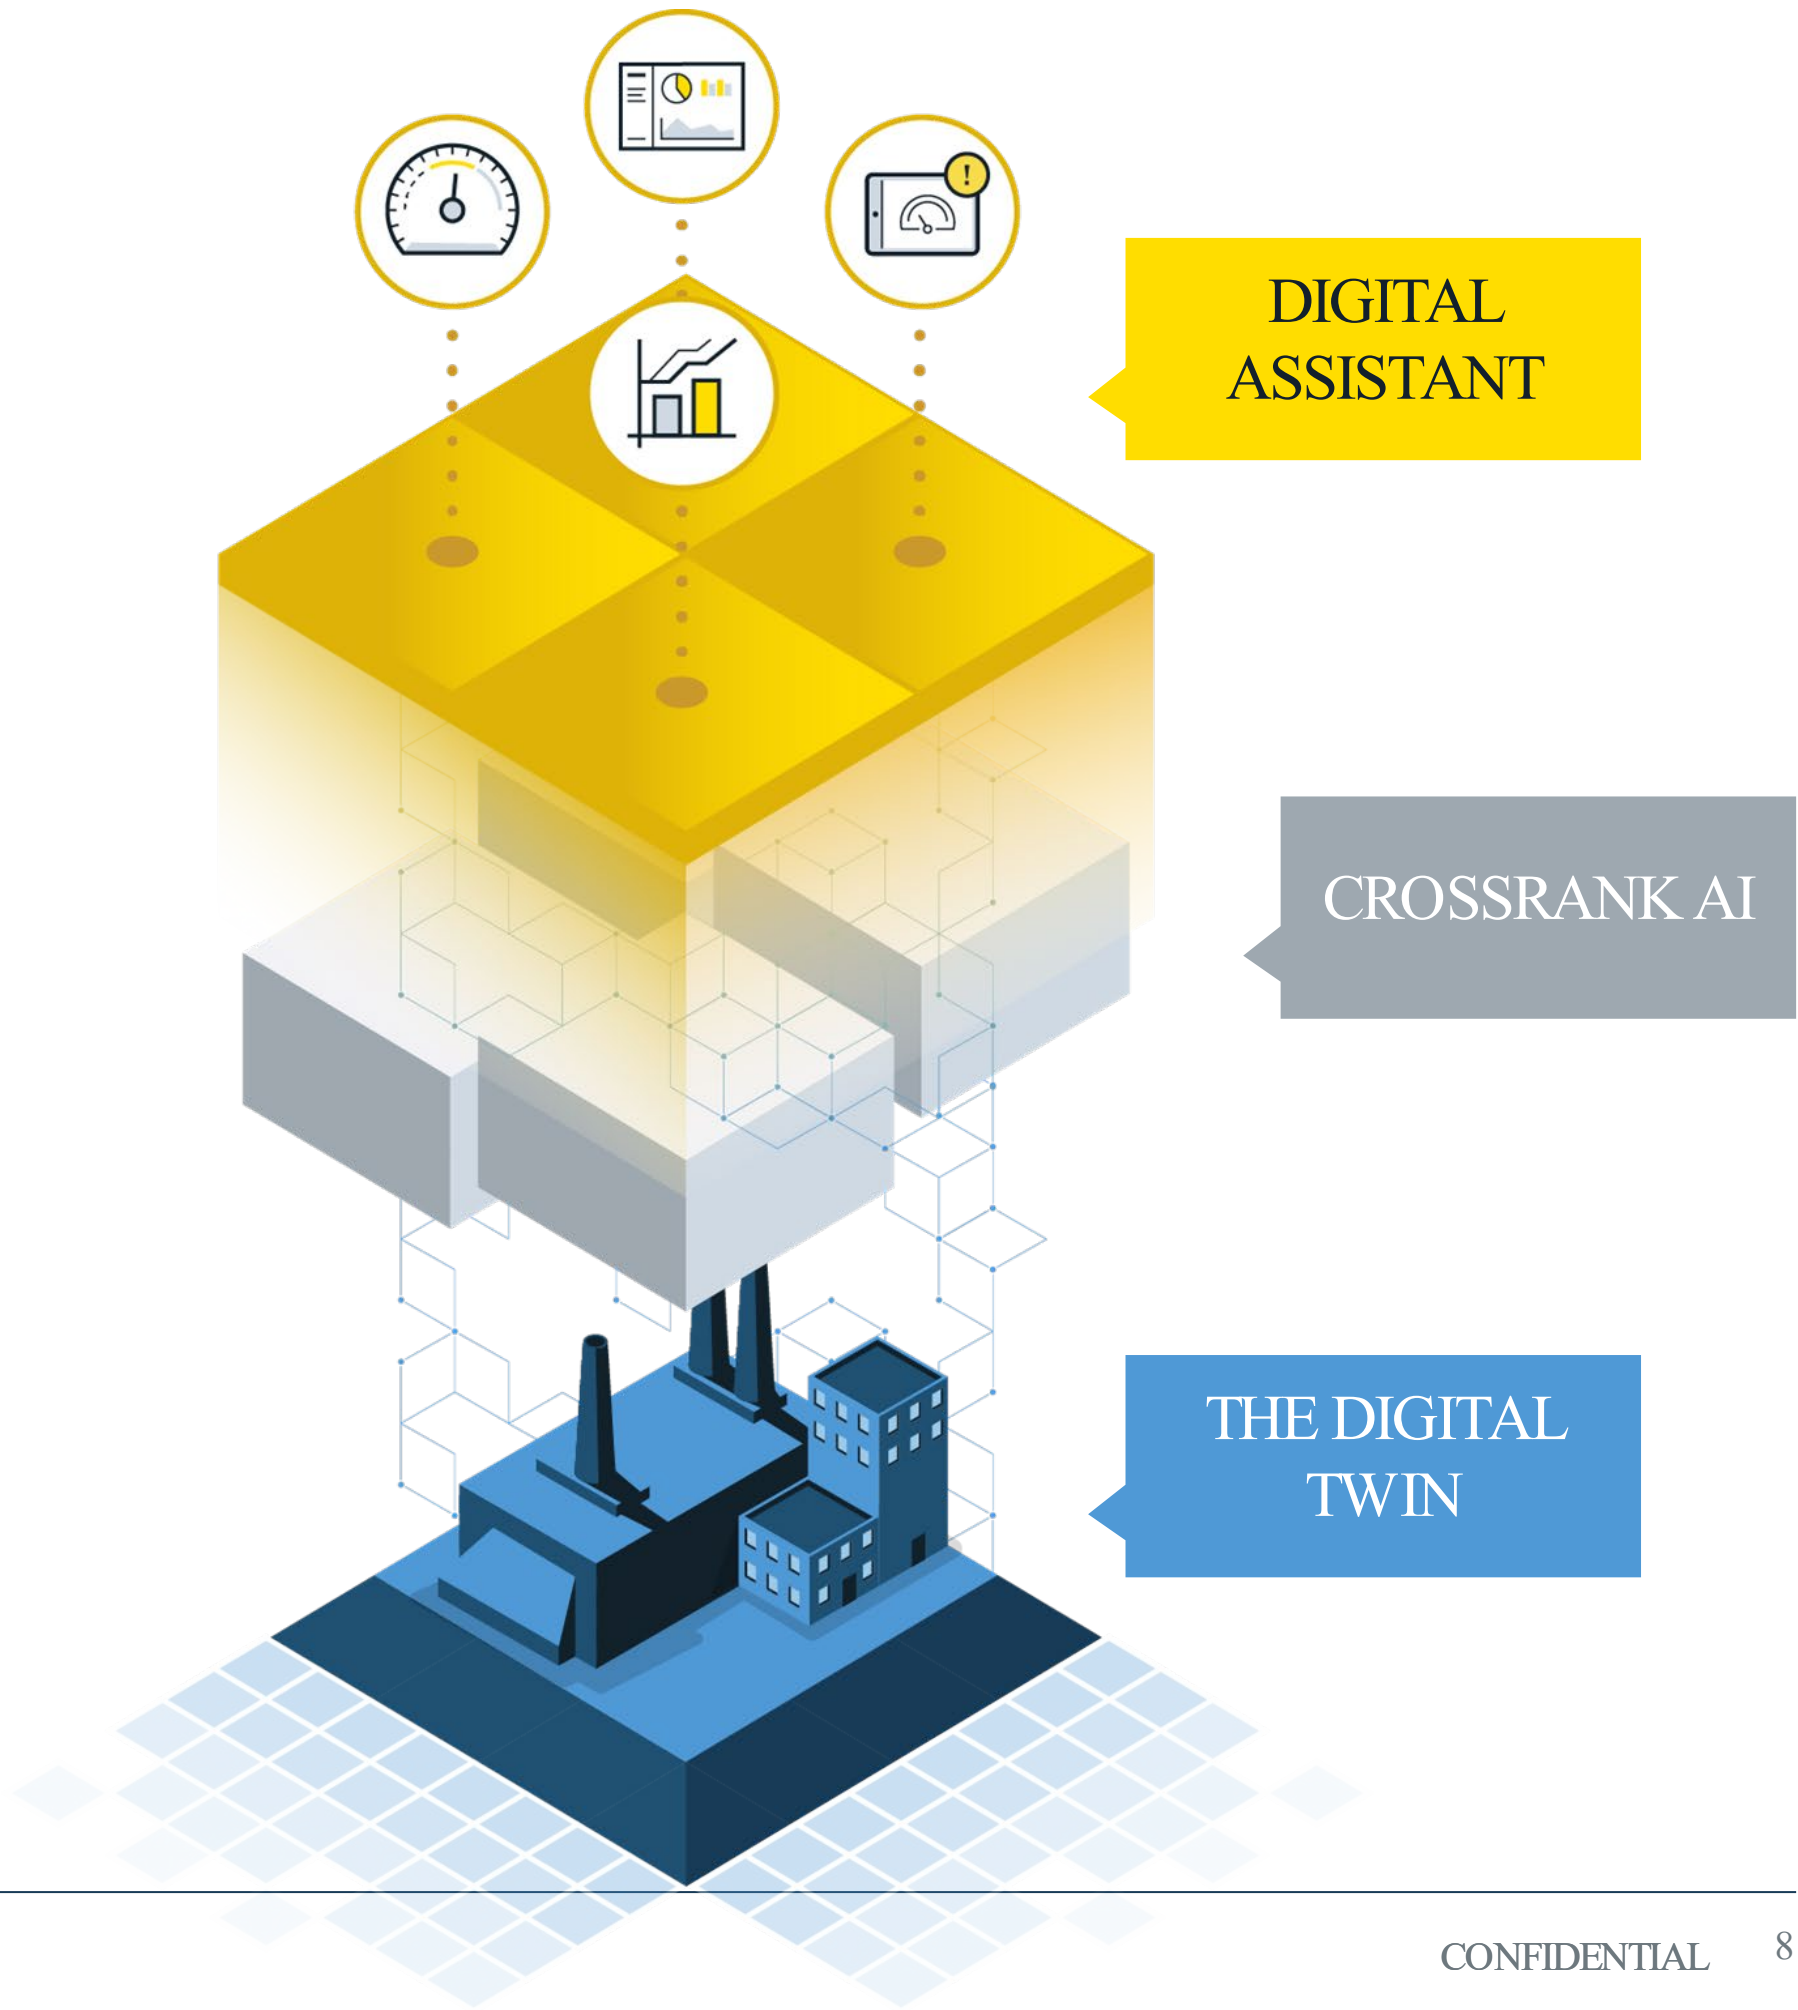 DIGITAL
ASSISTANT
CROSSRANK AI
THE DIGITAL
TWIN
CONFIDENTIAL 8